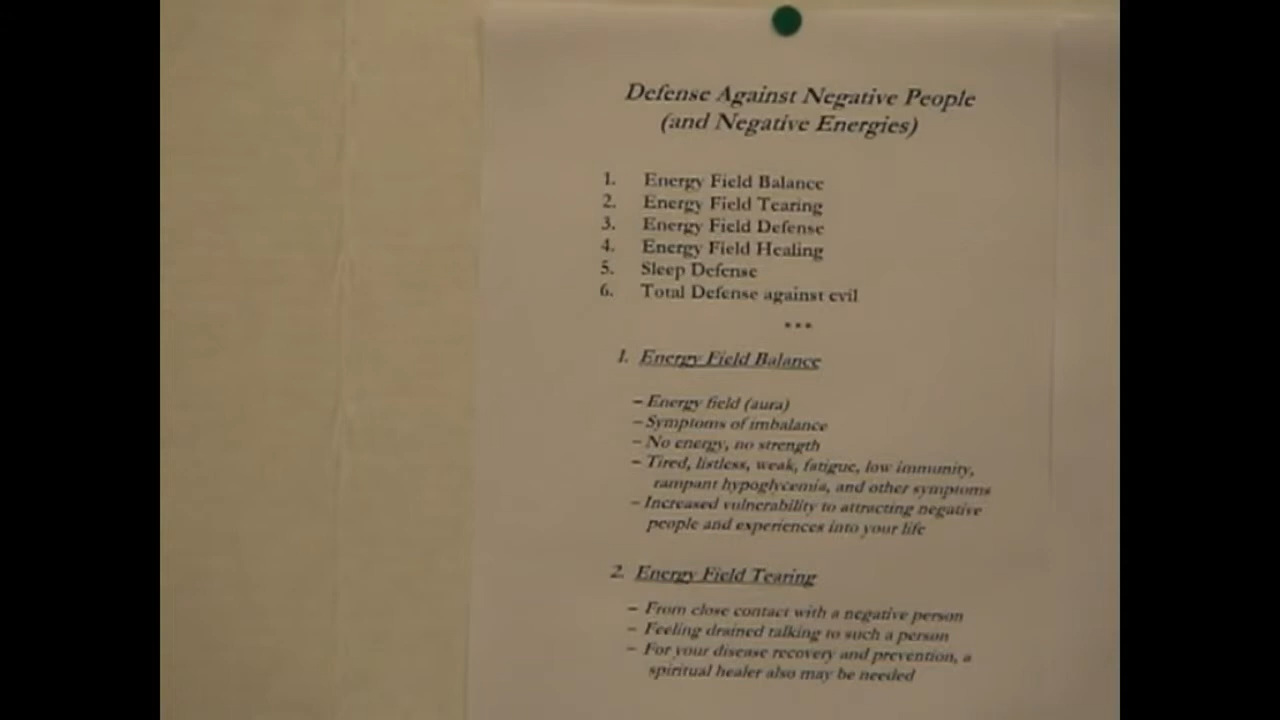 Defense Against Negative People
(and Negative Energies)
1. Energy Field Balance
2. Energy Field Tearing
3. Energy Field Defense
4. Energy Field Healing
5. Sleep Defense
6. Total Defense against evil
***
1. Energy Field Balance
– Energy field (aura)
– Symptoms of imbalance
– No energy, no strength
– Tired, listless, weak, fatigue, low immunity,
rampant hypoglycemia, and other symptoms
– Increased vulnerability to attracting negative
people and experiences into your life
2. Energy Field Tearing
– From close contact with a negative person
– Feeling drained talking to such a person
– For your disease recovery and prevention, a
spiritual healer also may be needed